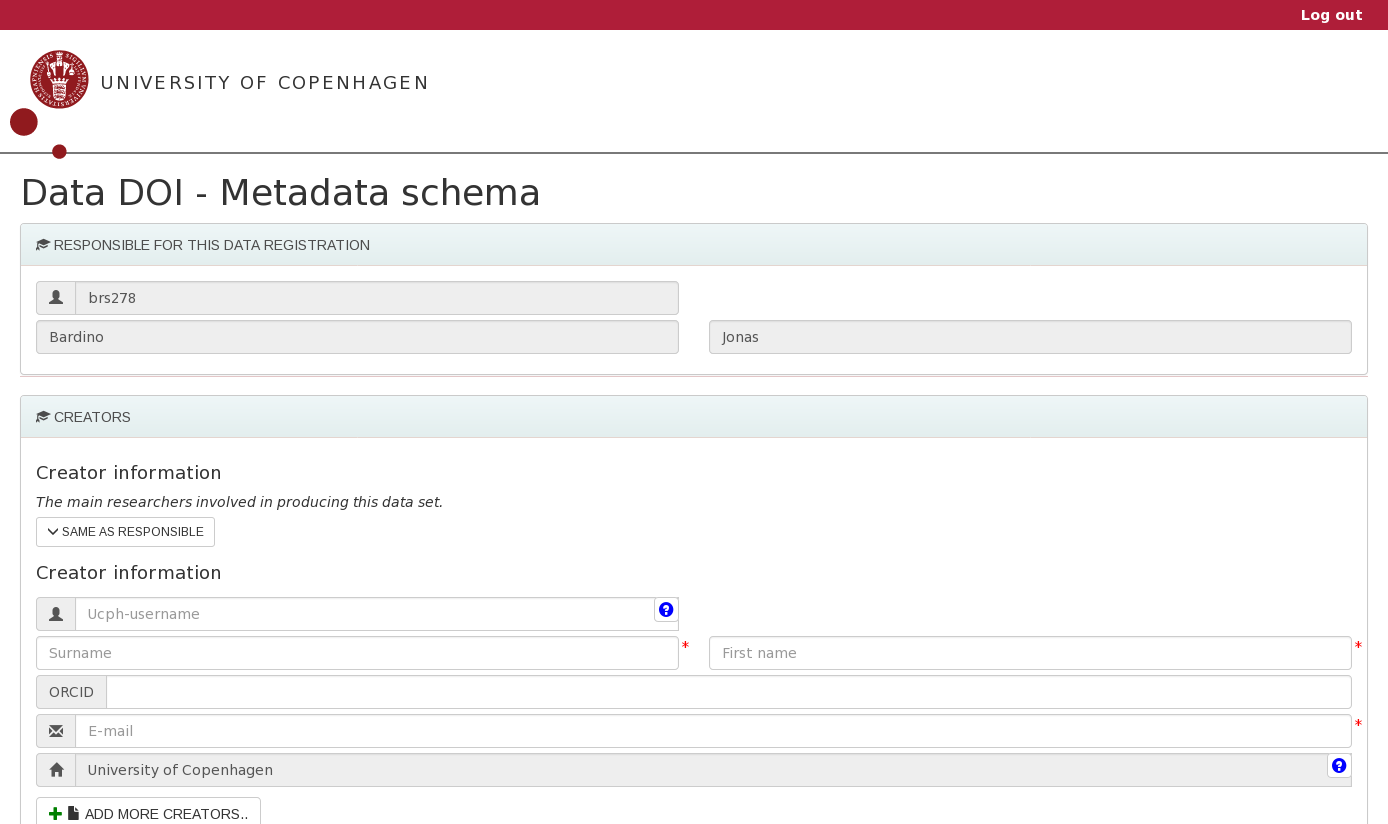 Log out
UNIVERSITY OF COPENHAGEN
Data DOI - Metadata schema
RESPONSIBLE FOR THIS DATA REGISTRATION
brs278
Bardino Jonas
CREATORS
Creator information
The main researchers involved in producing this data set.
SAME AS RESPONSIBLE
Creator information
Ucph-username ?
Surname * First name *
ORCID
E-mail *
University of Copenhagen ?
ADD MORE CREATORS..